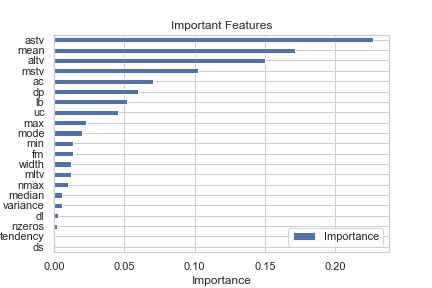 Important Features
astv
mean
altv
mstv
ac
dp
lb
uc
max
mode
min
fm
width
mltv
nmax
median
variance
dl
nzeros
tendency
ds
Importance
0.00 0.05 0.10 0.15 0.20
Importance